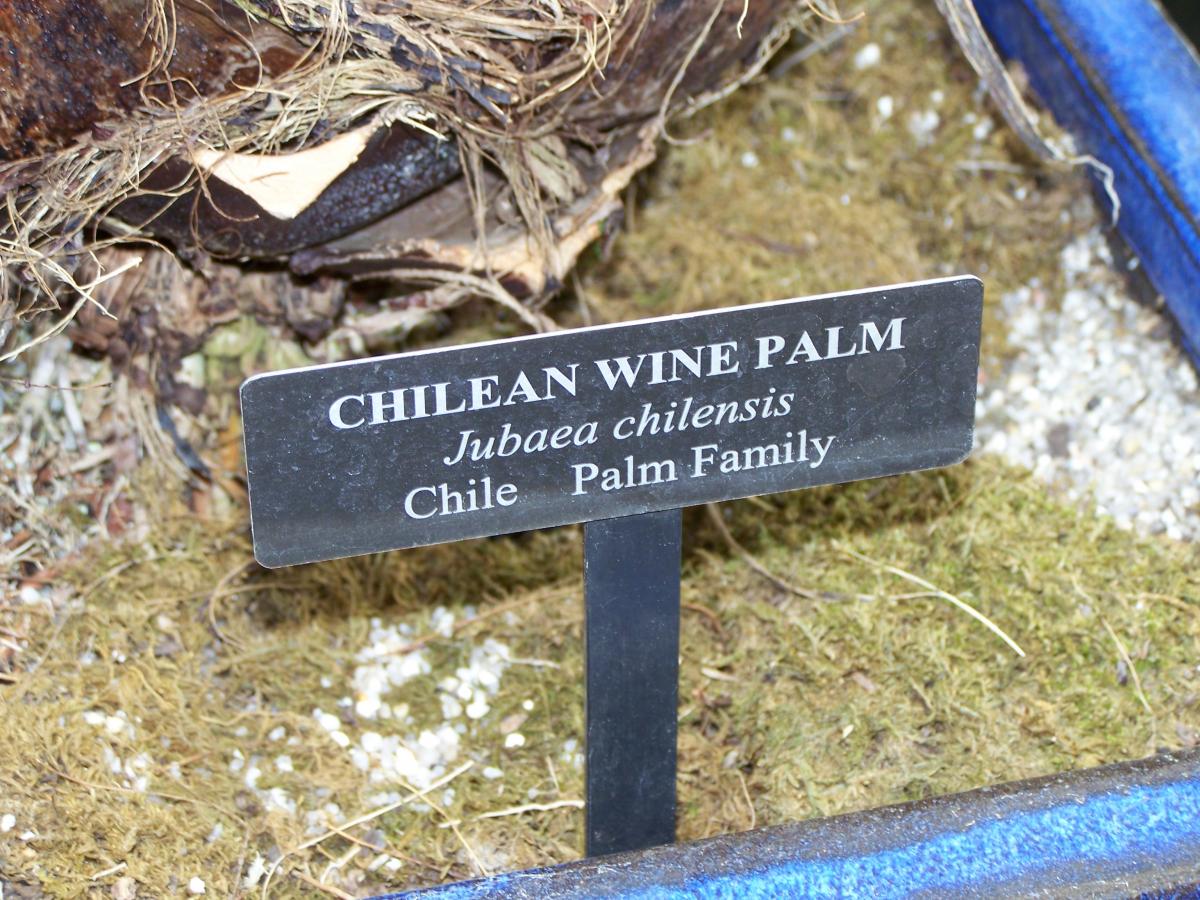 CHILEAN WINE PALM
Jubaea chilensis
Chile Palm Family